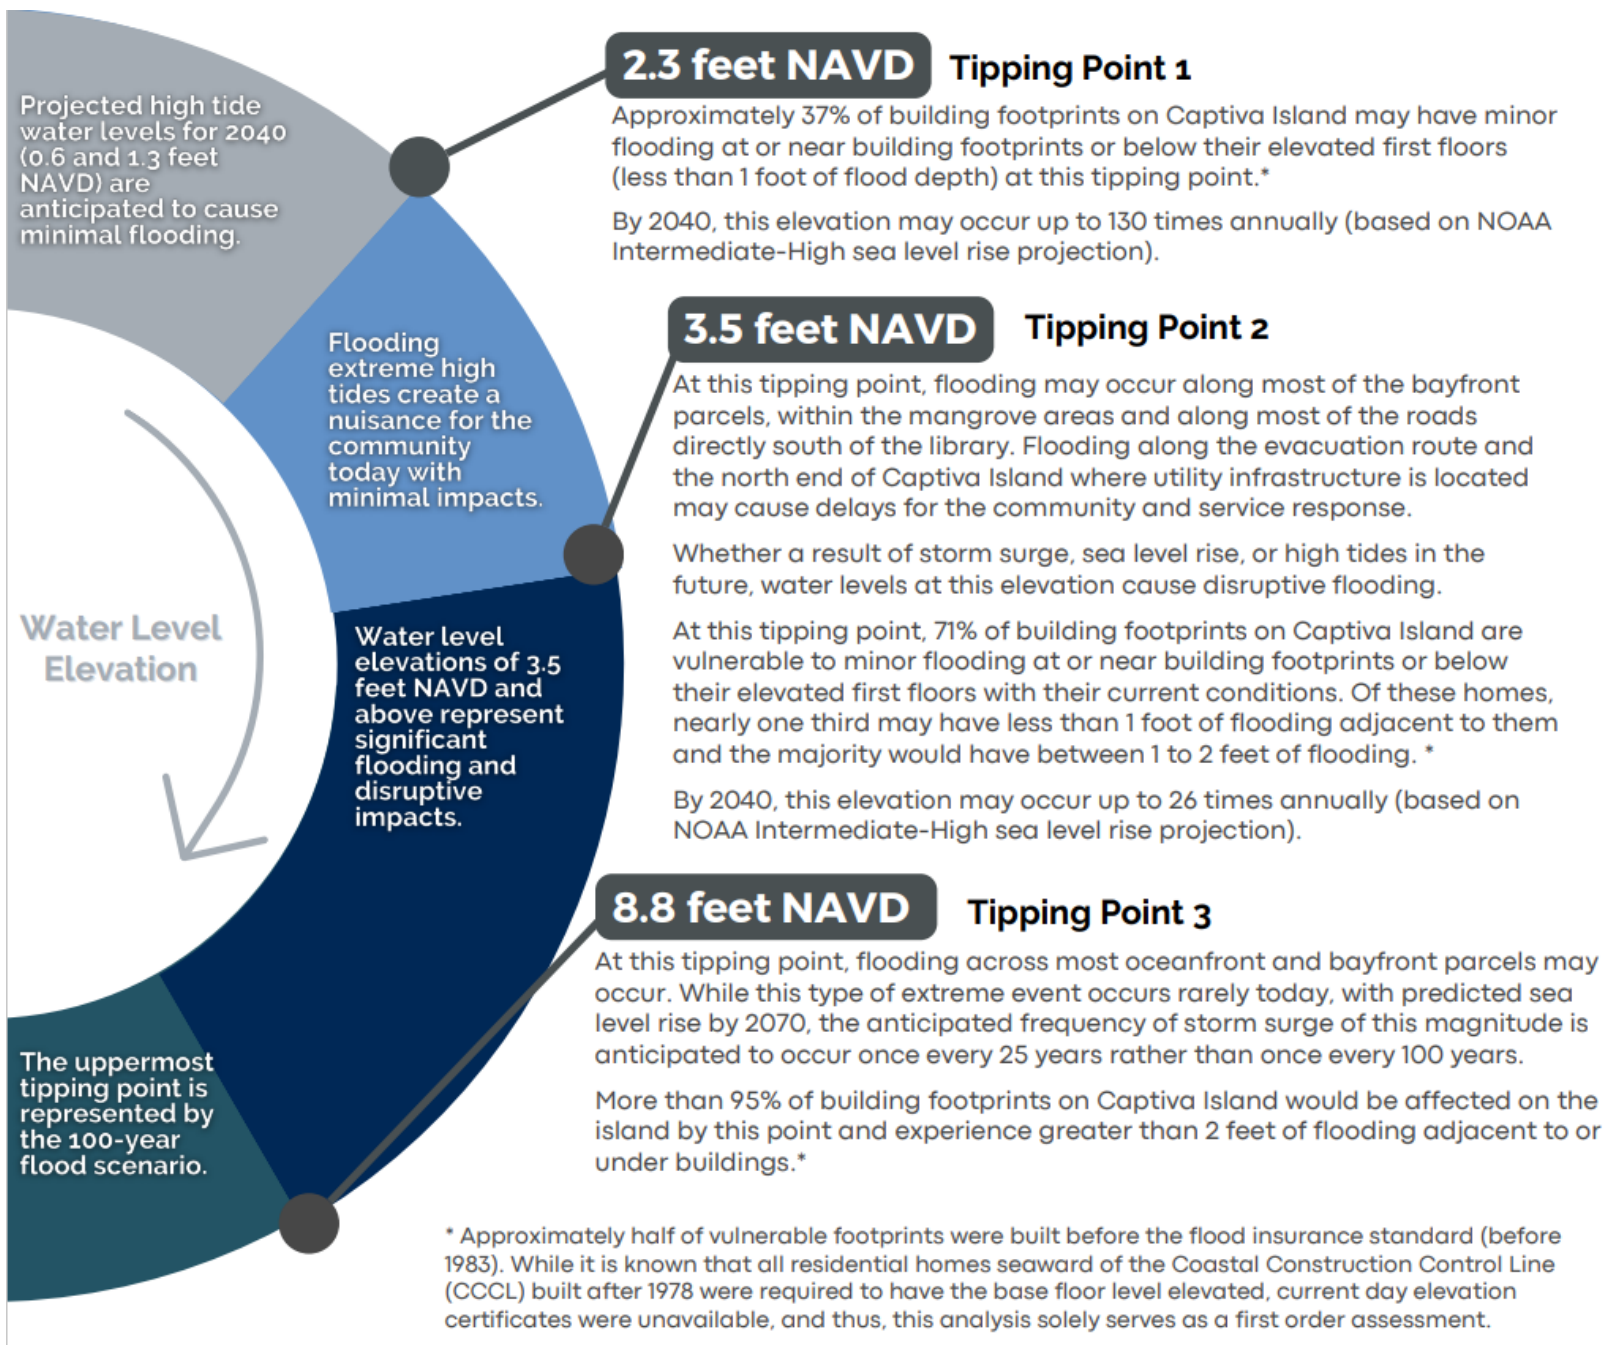 Projected high tide
water levels for 2040
(0.6 and 1.3 feet
NAVD) are
anticipated to cause
minimal flooding.
2.3 feet NAVD Tipping Point 1
Approximately 37% of building footprints on Captiva Island may have minor
flooding at or near building footprints or below their elevated first floors
(less than 1 foot of flood depth) at this tipping point.*
By 2040, this elevation may occur up to 130 times annually (based on NOAA
Intermediate-High sea level rise projection).
Flooding
extreme high
tides create a
nuisance for the
community
today with
minimal impacts.
3.5 feet NAVD Tipping Point 2
At this tipping point, flooding may occur along most of the bayfront
parcels, within the mangrove areas and along most of the roads
directly south of the library. Flooding along the evacuation route and
the north end of Captiva Island where utility infrastructure is located
may cause delays for the community and service response.
Whether a result of storm surge, sea level rise, or high tides in the
future, water levels at this elevation cause disruptive flooding.
At this tipping point, 71% of building footprints on Captiva Island are
vulnerable to minor flooding at or near building footprints or below
their elevated first floors with their current conditions. Of these homes,
nearly one third may have less than 1 foot of flooding adjacent to them
and the majority would have between 1 to 2 feet of flooding. *
By 2040, this elevation may occur up to 26 times annually (based on
NOAA Intermediate-High sea level rise projection).
Water Level
Elevation
Water level
elevations of 3.5
feet NAVD and
above represent
significant
flooding and
disruptive
impacts.
8.8 feet NAVD Tipping Point 3
At this tipping point, flooding across most oceanfront and bayfront parcels may
occur. While this type of extreme event occurs rarely today, with predicted sea
level rise by 2070, the anticipated frequency of storm surge of this magnitude is
anticipated to occur once every 25 years rather than once every 100 years.
More than 95% of building footprints on Captiva Island would be affected on the
island by this point and experience greater than 2 feet of flooding adjacent to or
under buildings.*
The uppermost
tipping point is
represented by
the 100-year
flood scenario.
* Approximately half of vulnerable footprints were built before the flood insurance standard (before
1983). While it is known that all residential homes seaward of the Coastal Construction Control Line
(CCCL) built after 1978 were required to have the base floor level elevated, current day elevation
certificates were unavailable, and thus, this analysis solely serves as a first order assessment.